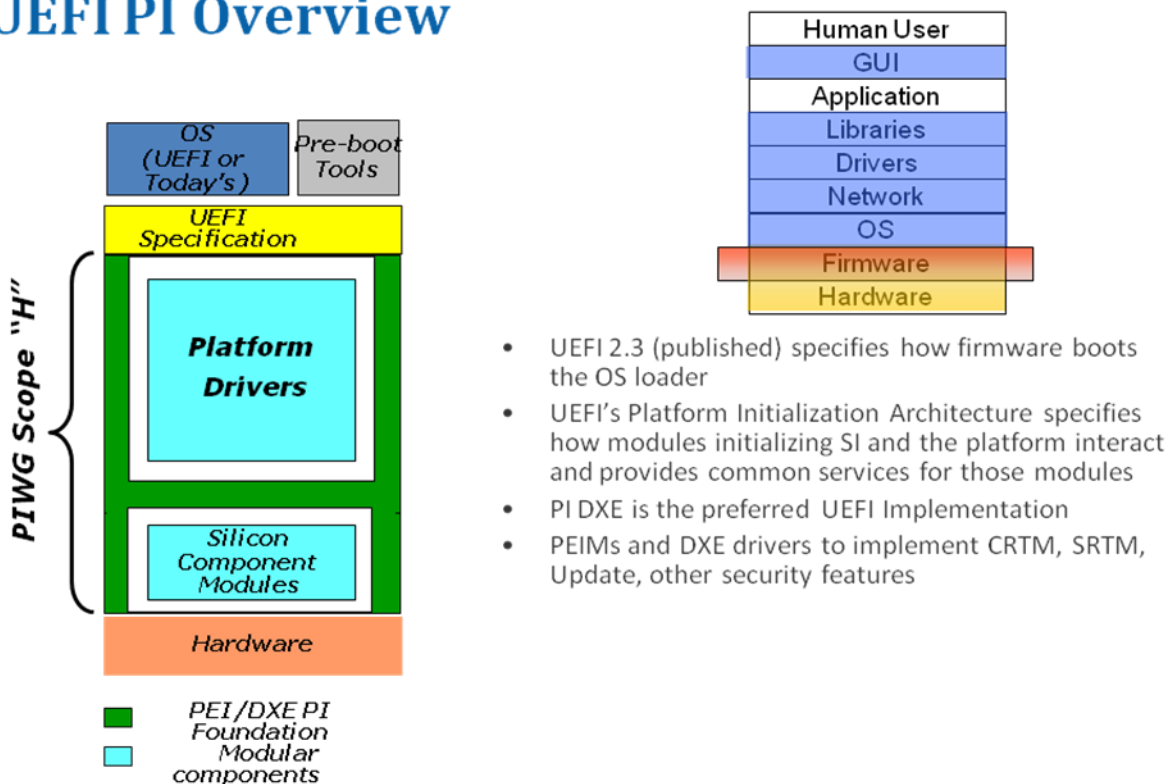 UEFI PI Overview
OS
(UEFI or
Today's)
Pre-boot
Tools
UEFI
Specification
PIWG Scope "H"
Platform
Drivers
Silicon
Component
Modules
Hardware
PEI/DXE PI
Foundation
Modular
components
Human User
GUI
Application
Libraries
Drivers
Network
OS
Firmware
Hardware
• UEFI 2.3 (published) specifies how firmware boots
the OS loader
• UEFI's Platform Initialization Architecture specifies
how modules initializing SI and the platform interact
and provides common services for those modules
• PI DXE is the preferred UEFI Implementation
• PEIMs and DXE drivers to implement CRTM, SRTM,
Update, other security features